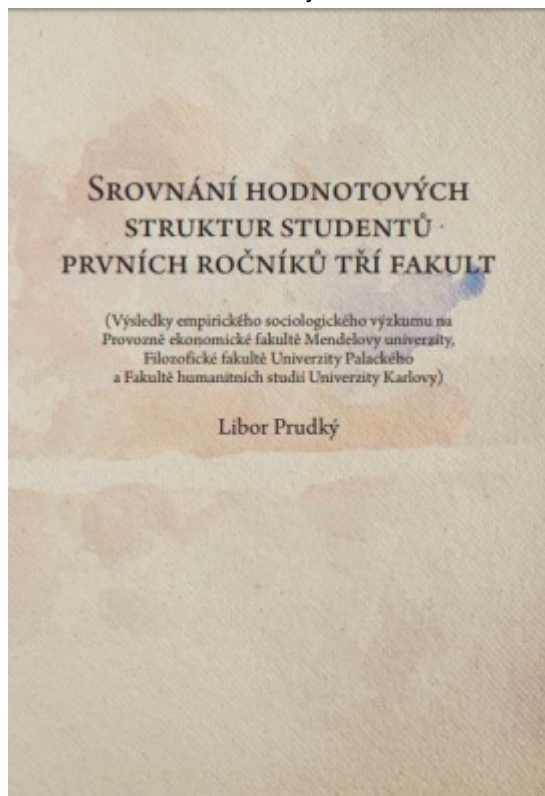 SROVNÁNÍ HODNOTOVÝCH
STRUKTUR STUDENTŮ
PRVNÍCH ROČNÍKŮ TŘÍ FAKULT
(Výsledky empirického sociologického výzkumu na
Provozně ekonomické fakultě Mendelovy univerzity,
Filozofické fakultě Univerzity Palackého
a Fakultě humanitních studií Univerzity Karlovy)
Libor Prudký